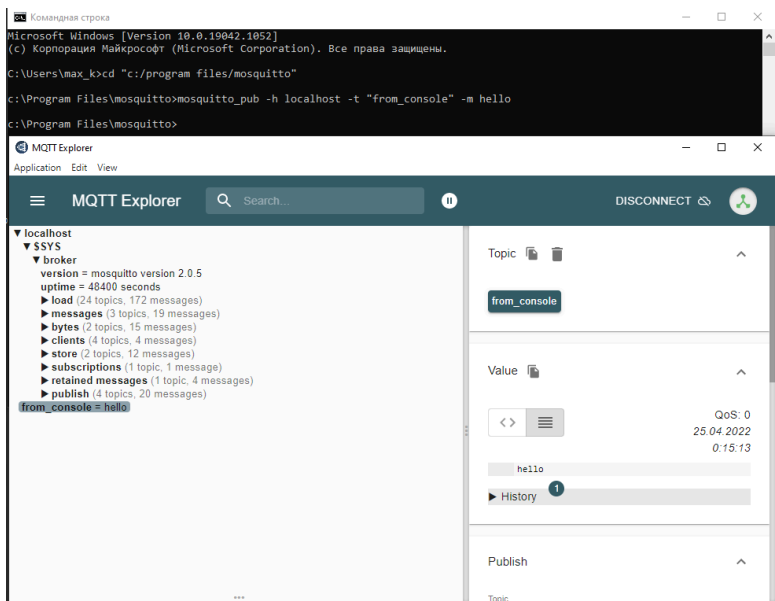 Командная строка
Microsoft Windows [Version 10.0.19042.1052]
(c) Корпорация Майкрософт (Microsoft Corporation). Все права защищены.
C:\Users\max_k>cd "c:/program files/mosquitto"
c:\Program Files\mosquitto>mosquitto_pub -h localhost -t "from_console" -m hello
c:\Program Files\mosquitto>
MQTT Explorer
Application Edit View
MQTT Explorer
Search...
DISCONNECT
▼ localhost
▼ $SYS
▼ broker
version = mosquitto version 2.0.5
uptime = 48400 seconds
▶ load (24 topics, 172 messages)
▶ messages (3 topics, 19 messages)
▶ bytes (2 topics, 15 messages)
▶ clients (4 topics, 4 messages)
▶ store (2 topics, 12 messages)
▶ subscriptions (1 topic, 1 message)
▶ retained messages (1 topic, 4 messages)
▶ publish (4 topics, 20 messages)
from_console = hello
Topic
from_console
Value
QoS: 0
25.04.2022
0:15:13
hello
▶ History 1
Publish
Topic